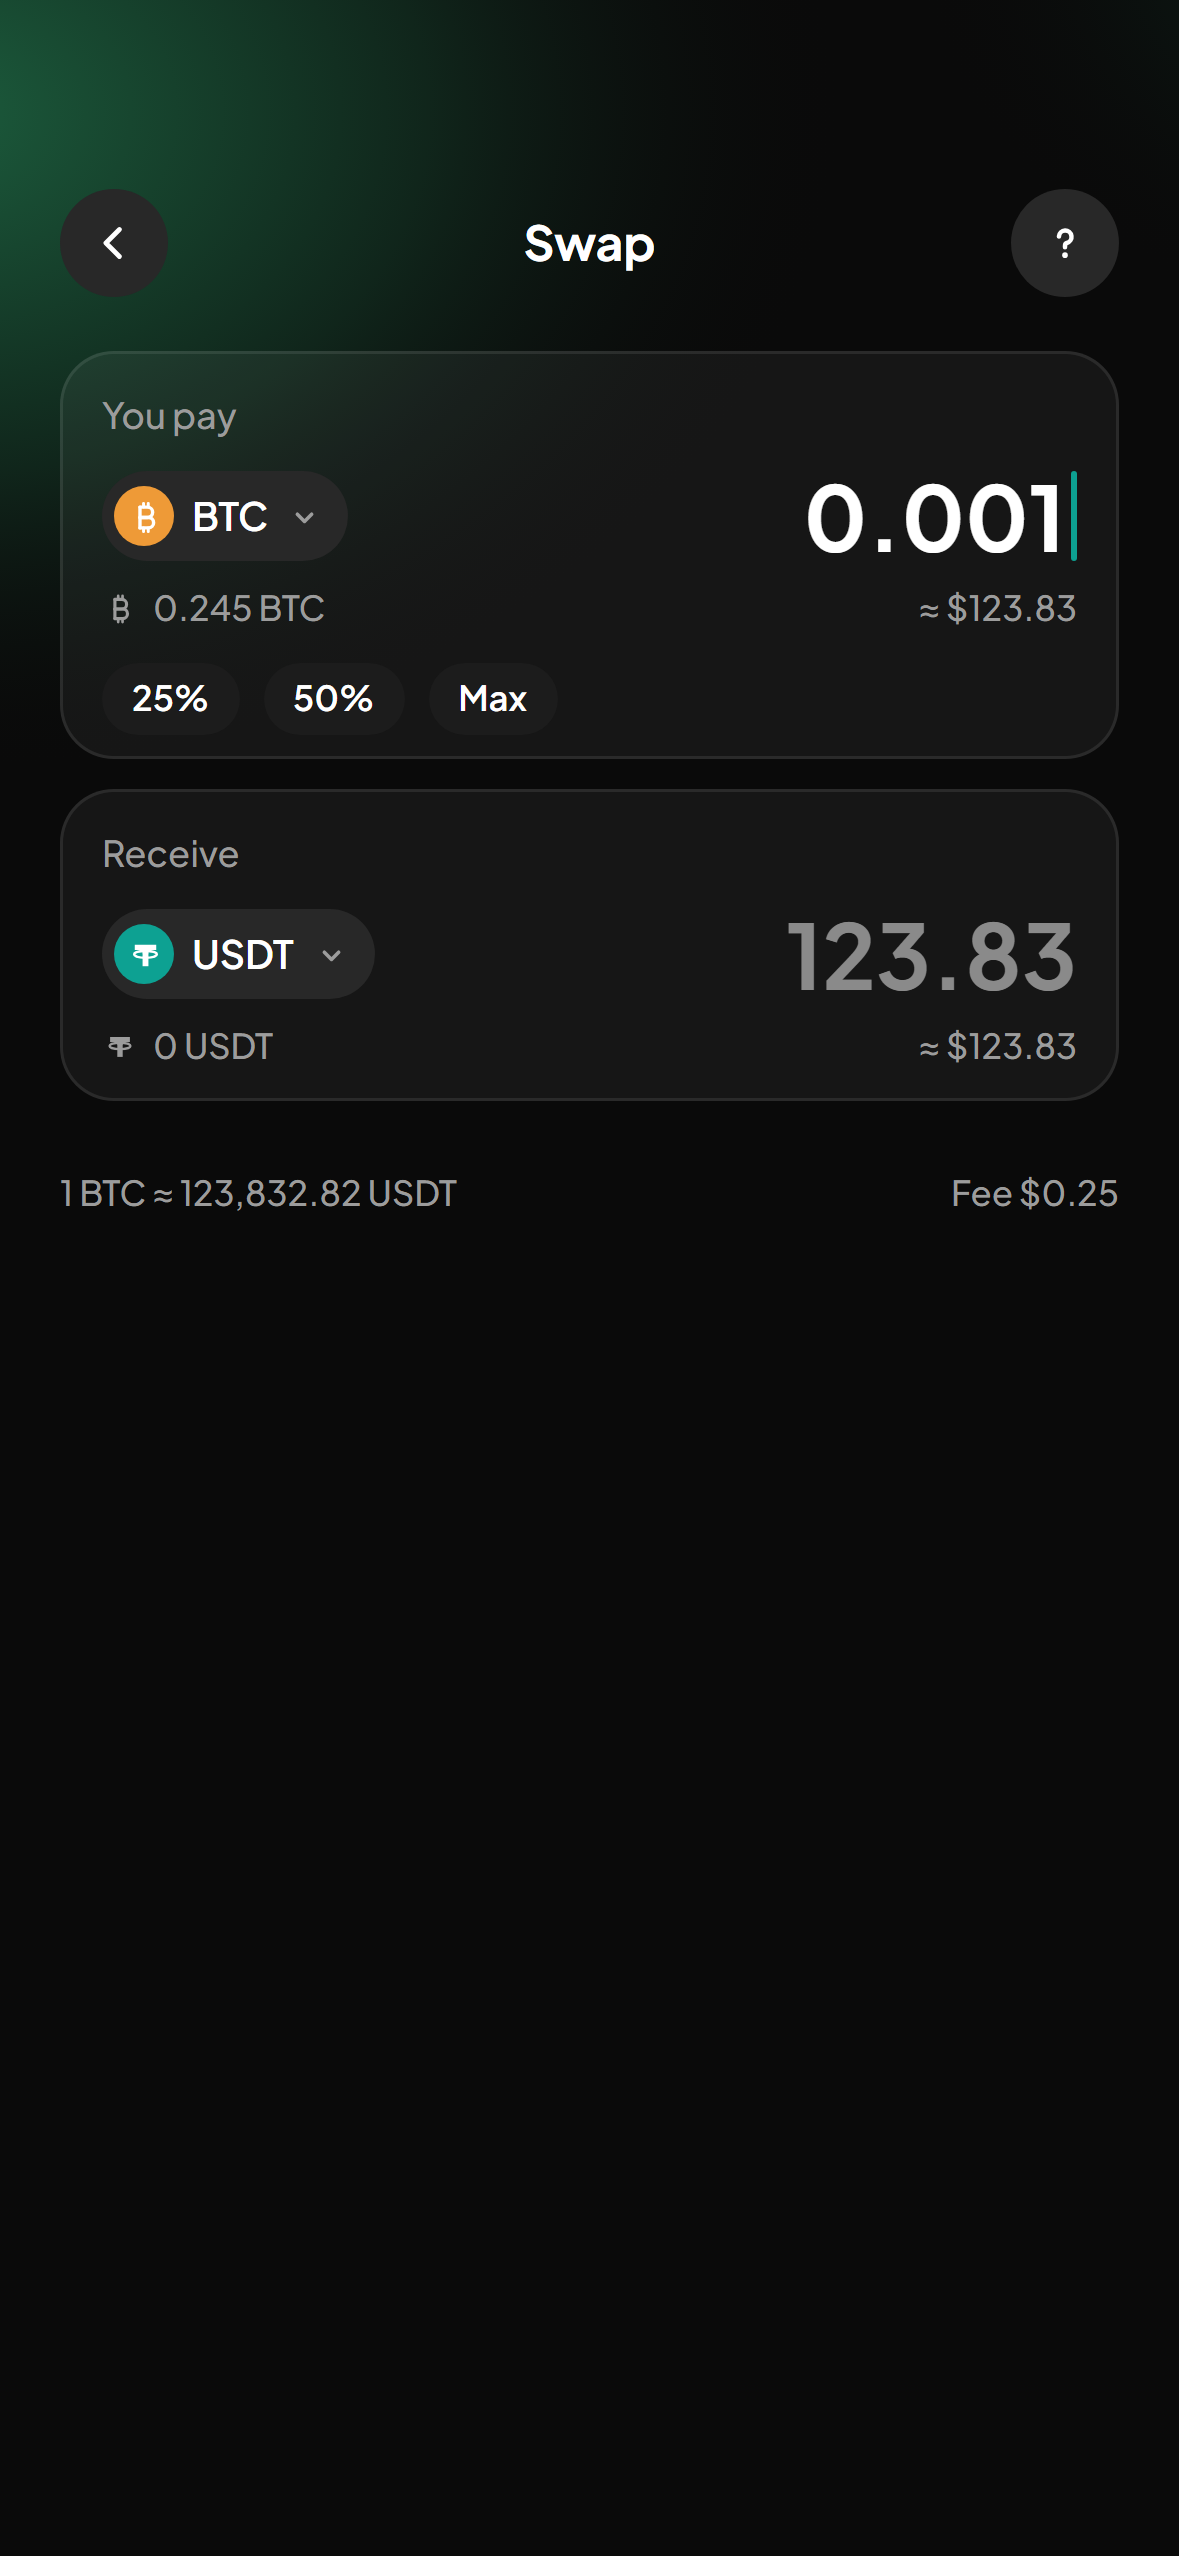 Swap
?
You pay
BTC
0.001
0.245 BTC
≈ $123.83
25%
50%
Max
Receive
USDT
123.83
0 USDT
≈ $123.83
1 BTC ≈ 123,832.82 USDT
Fee $0.25